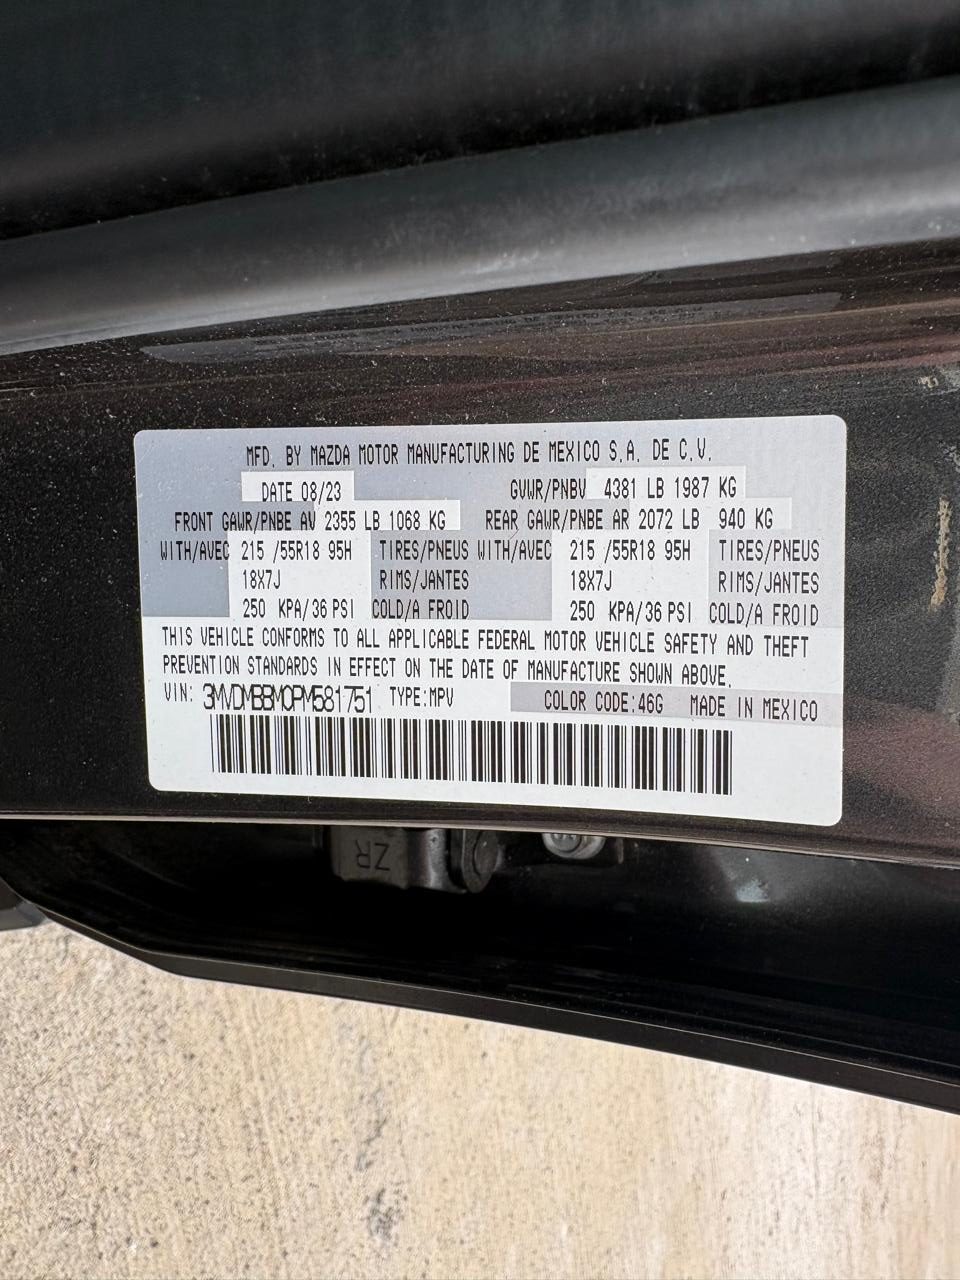 MFD. BY MAZDA MOTOR MANUFACTURING DE MEXICO S.A. DE C.V.
DATE 08/23 GVWR/PNBV 4381 LB 1987 KG
FRONT GAWR/PNBE AV 2355 LB 1068 KG REAR GAWR/PNBE AR 2072 LB 940 KG
WITH/AVEC 215 /55R18 95H TIRES/PNEUS WITH/AVEC 215 /55R18 95H TIRES/PNEUS
18X7J RIMS/JANTES 18X7J RIMS/JANTES
250 KPA/36 PSI COLD/A FROID 250 KPA/36 PSI COLD/A FROID
THIS VEHICLE CONFORMS TO ALL APPLICABLE FEDERAL MOTOR VEHICLE SAFETY AND THEFT
PREVENTION STANDARDS IN EFFECT ON THE DATE OF MANUFACTURE SHOWN ABOVE.
VIN: 3MVDMBBM0PM581751 TYPE:MPV COLOR CODE:46G MADE IN MEXICO
ZR